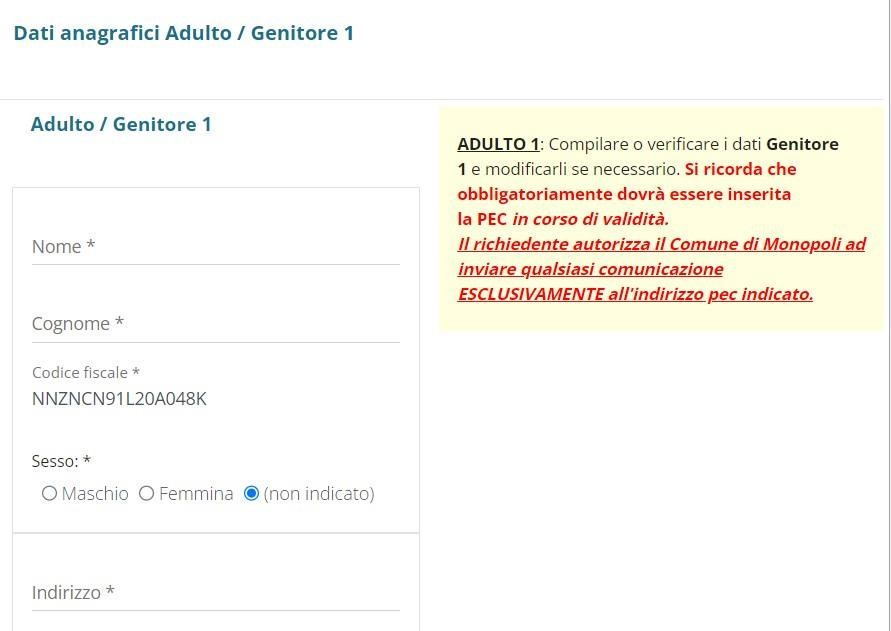 Dati anagrafici Adulto / Genitore 1
Adulto / Genitore 1
Nome *
Cognome *
Codice fiscale *
NNZNCN91L20A048K
Sesso: *
Maschio Femmina (non indicato)
Indirizzo *
ADULTO 1: Compilare o verificare i dati Genitore
1 e modificarli se necessario. Si ricorda che
obbligatoriamente dovrà essere inserita
la PEC in corso di validità.
Il richiedente autorizza il Comune di Monopoli ad
inviare qualsiasi comunicazione
ESCLUSIVAMENTE all'indirizzo pec indicato.